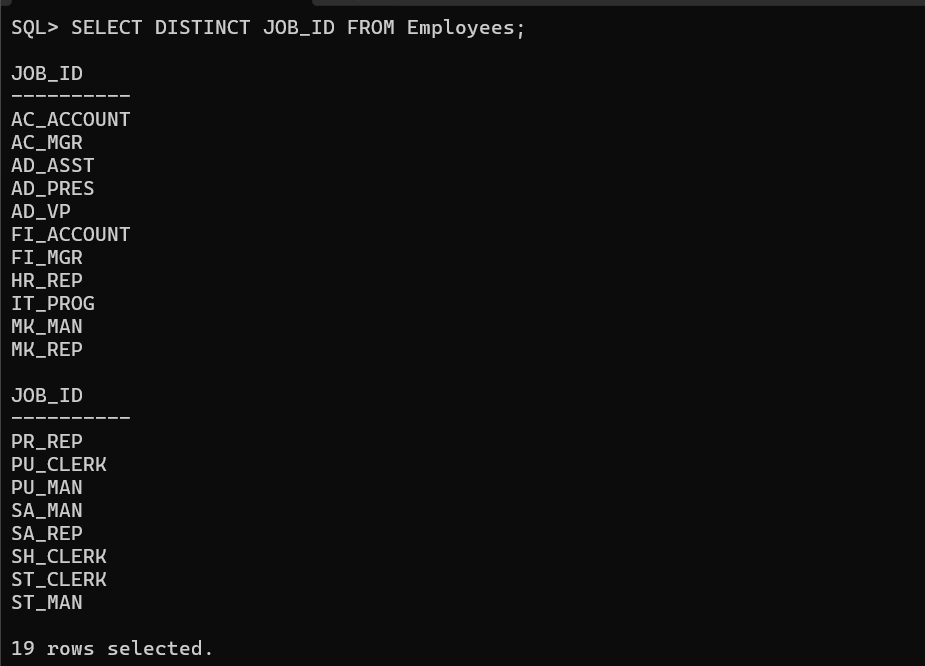 SQL> SELECT DISTINCT JOB_ID FROM Employees;
JOB_ID
----------
AC_ACCOUNT
AC_MGR
AD_ASST
AD_PRES
AD_VP
FI_ACCOUNT
FI_MGR
HR_REP
IT_PROG
MK_MAN
MK_REP
JOB_ID
----------
PR_REP
PU_CLERK
PU_MAN
SA_MAN
SA_REP
SH_CLERK
ST_CLERK
ST_MAN
19 rows selected.